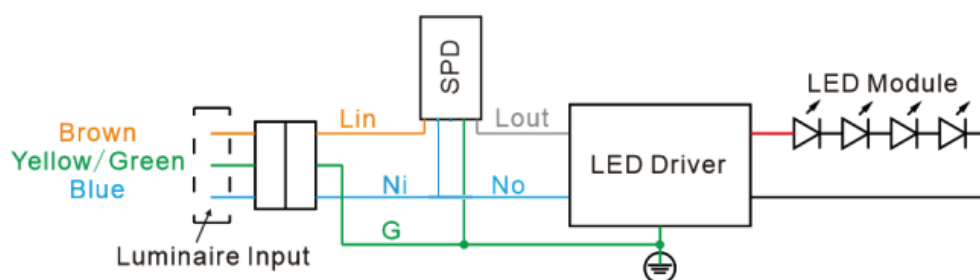 SPD
LED Module
Lin
Lout
Brown
Yellow/Green
LED Driver
Blue
Ni
No
G
Luminaire Input